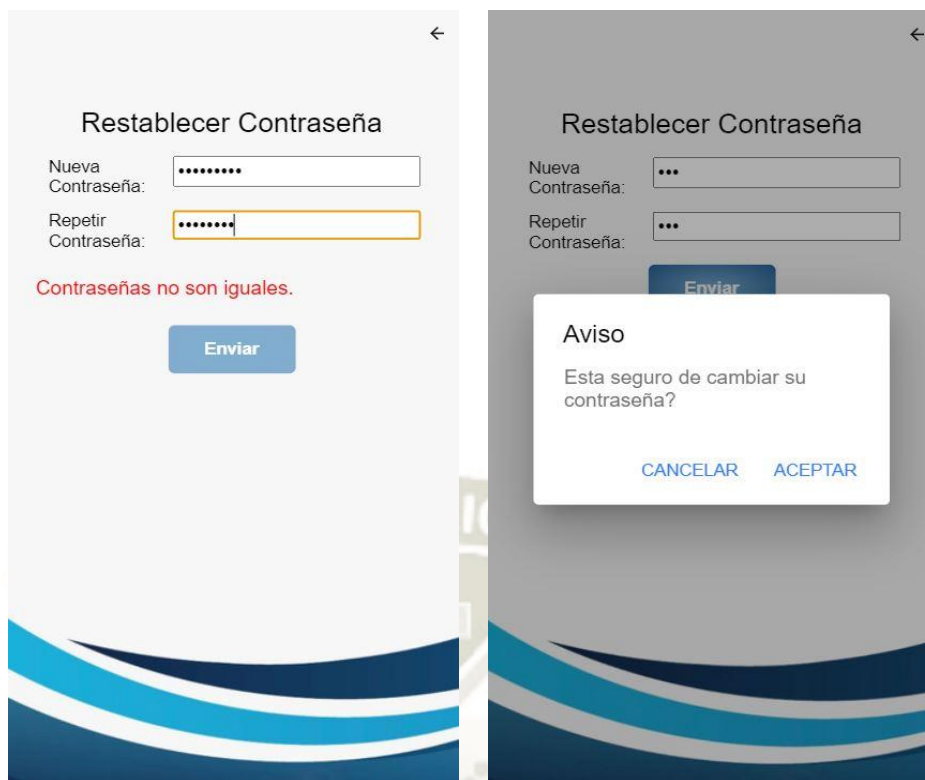 Restablecer Contraseña
Nueva
Contraseña:
•••••••••
Repetir
Contraseña:
••••••••
Contraseñas no son iguales.
Enviar
Restablecer Contraseña
Nueva
Contraseña:
•••
Repetir
Contraseña:
•••
Enviar
Aviso
Esta seguro de cambiar su
contraseña?
CANCELAR ACEPTAR